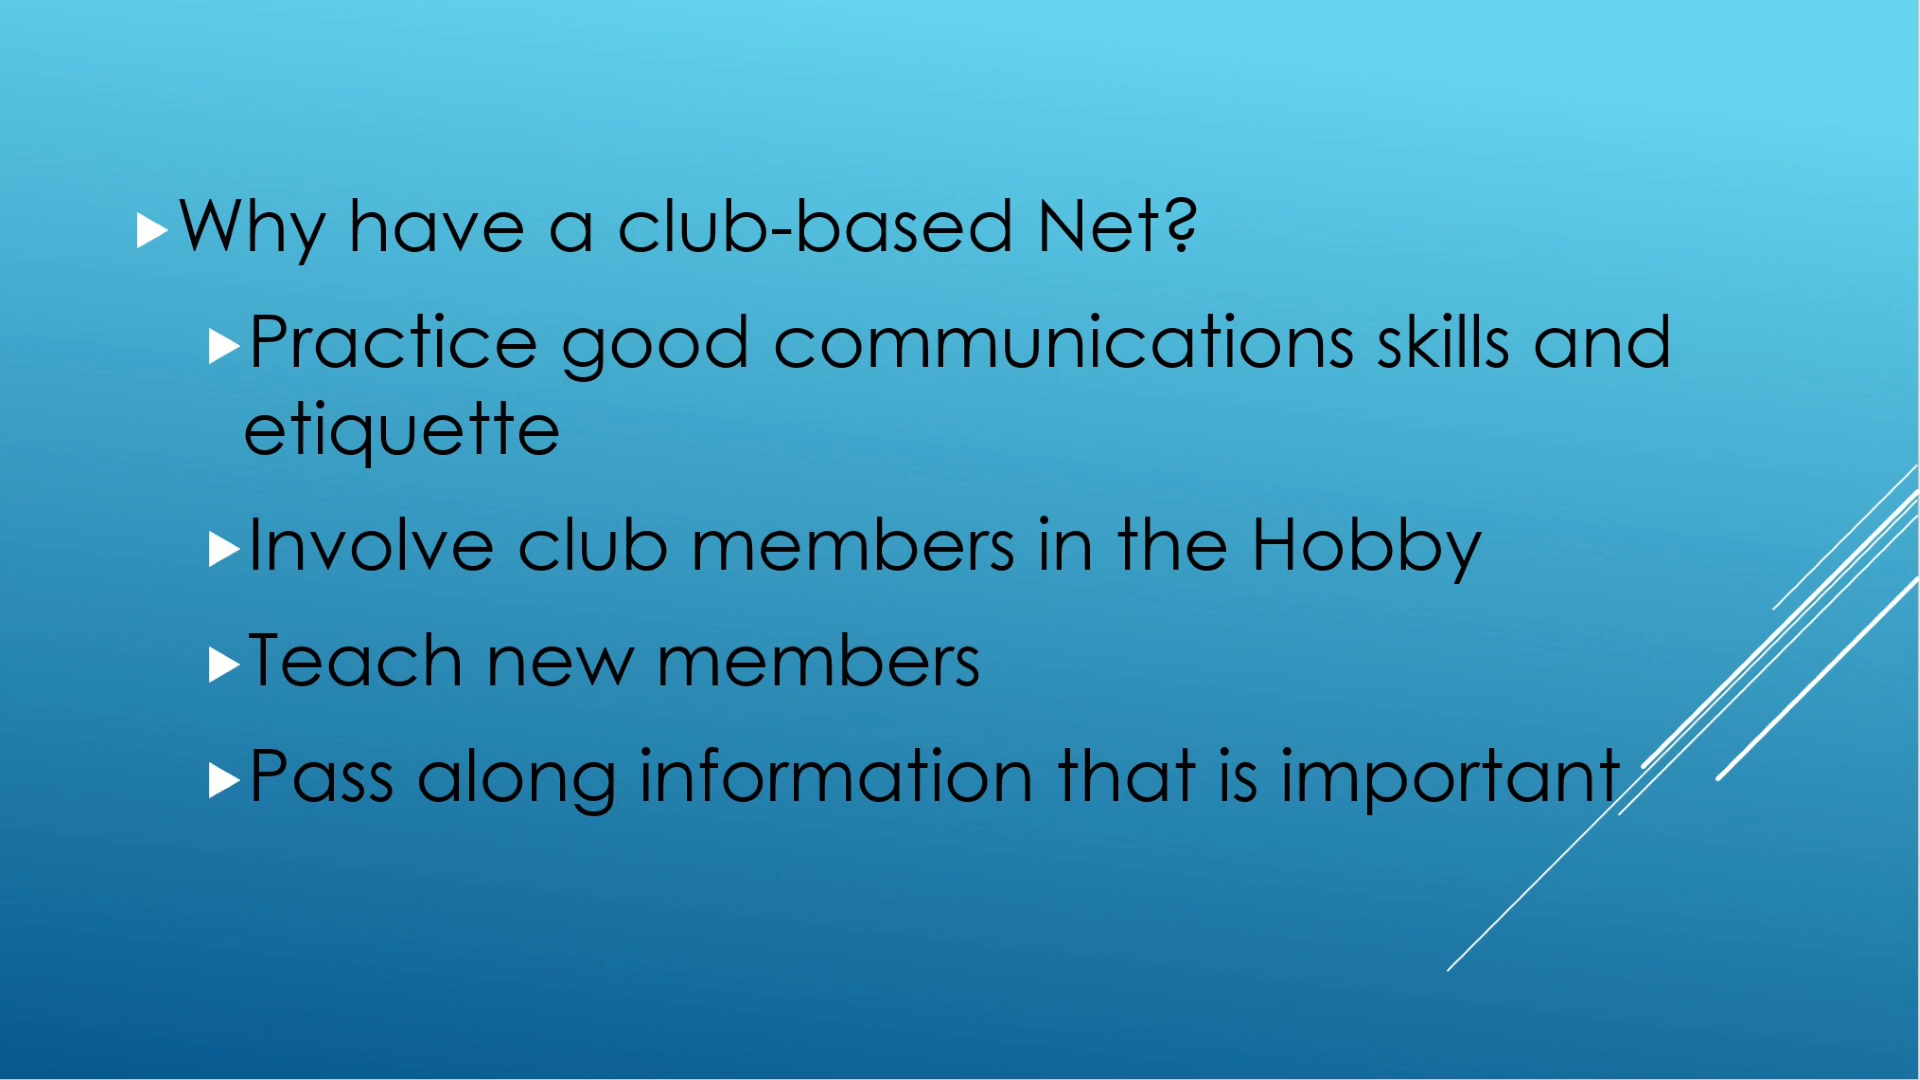 Why have a club-based Net?
Practice good communications skills and
etiquette
Involve club members in the Hobby
Teach new members
Pass along information that is important